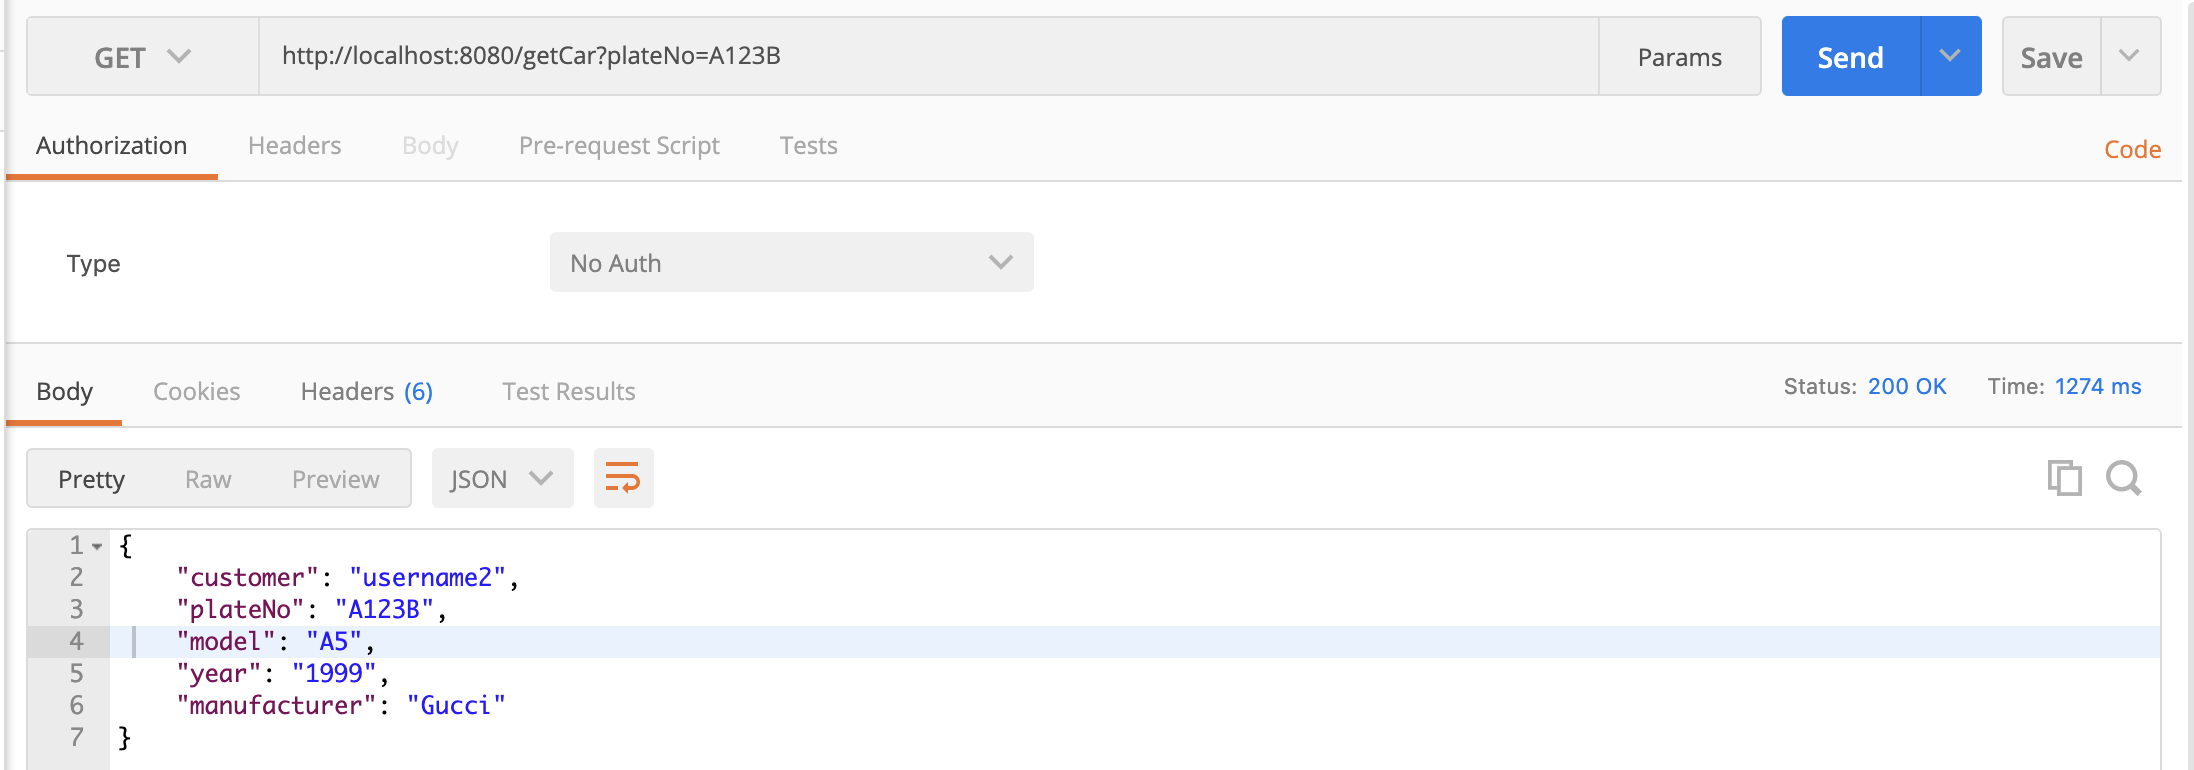 GET http://localhost:8080/getCar?plateNo=A123B Params Send Save
Authorization Headers Body Pre-request Script Tests Code
Type No Auth
Body Cookies Headers (6) Test Results Status: 200 OK Time: 1274 ms
Pretty Raw Preview JSON
1 {
2 "customer": "username2",
3 "plateNo": "A123B",
4 "model": "A5",
5 "year": "1999",
6 "manufacturer": "Gucci"
7 }